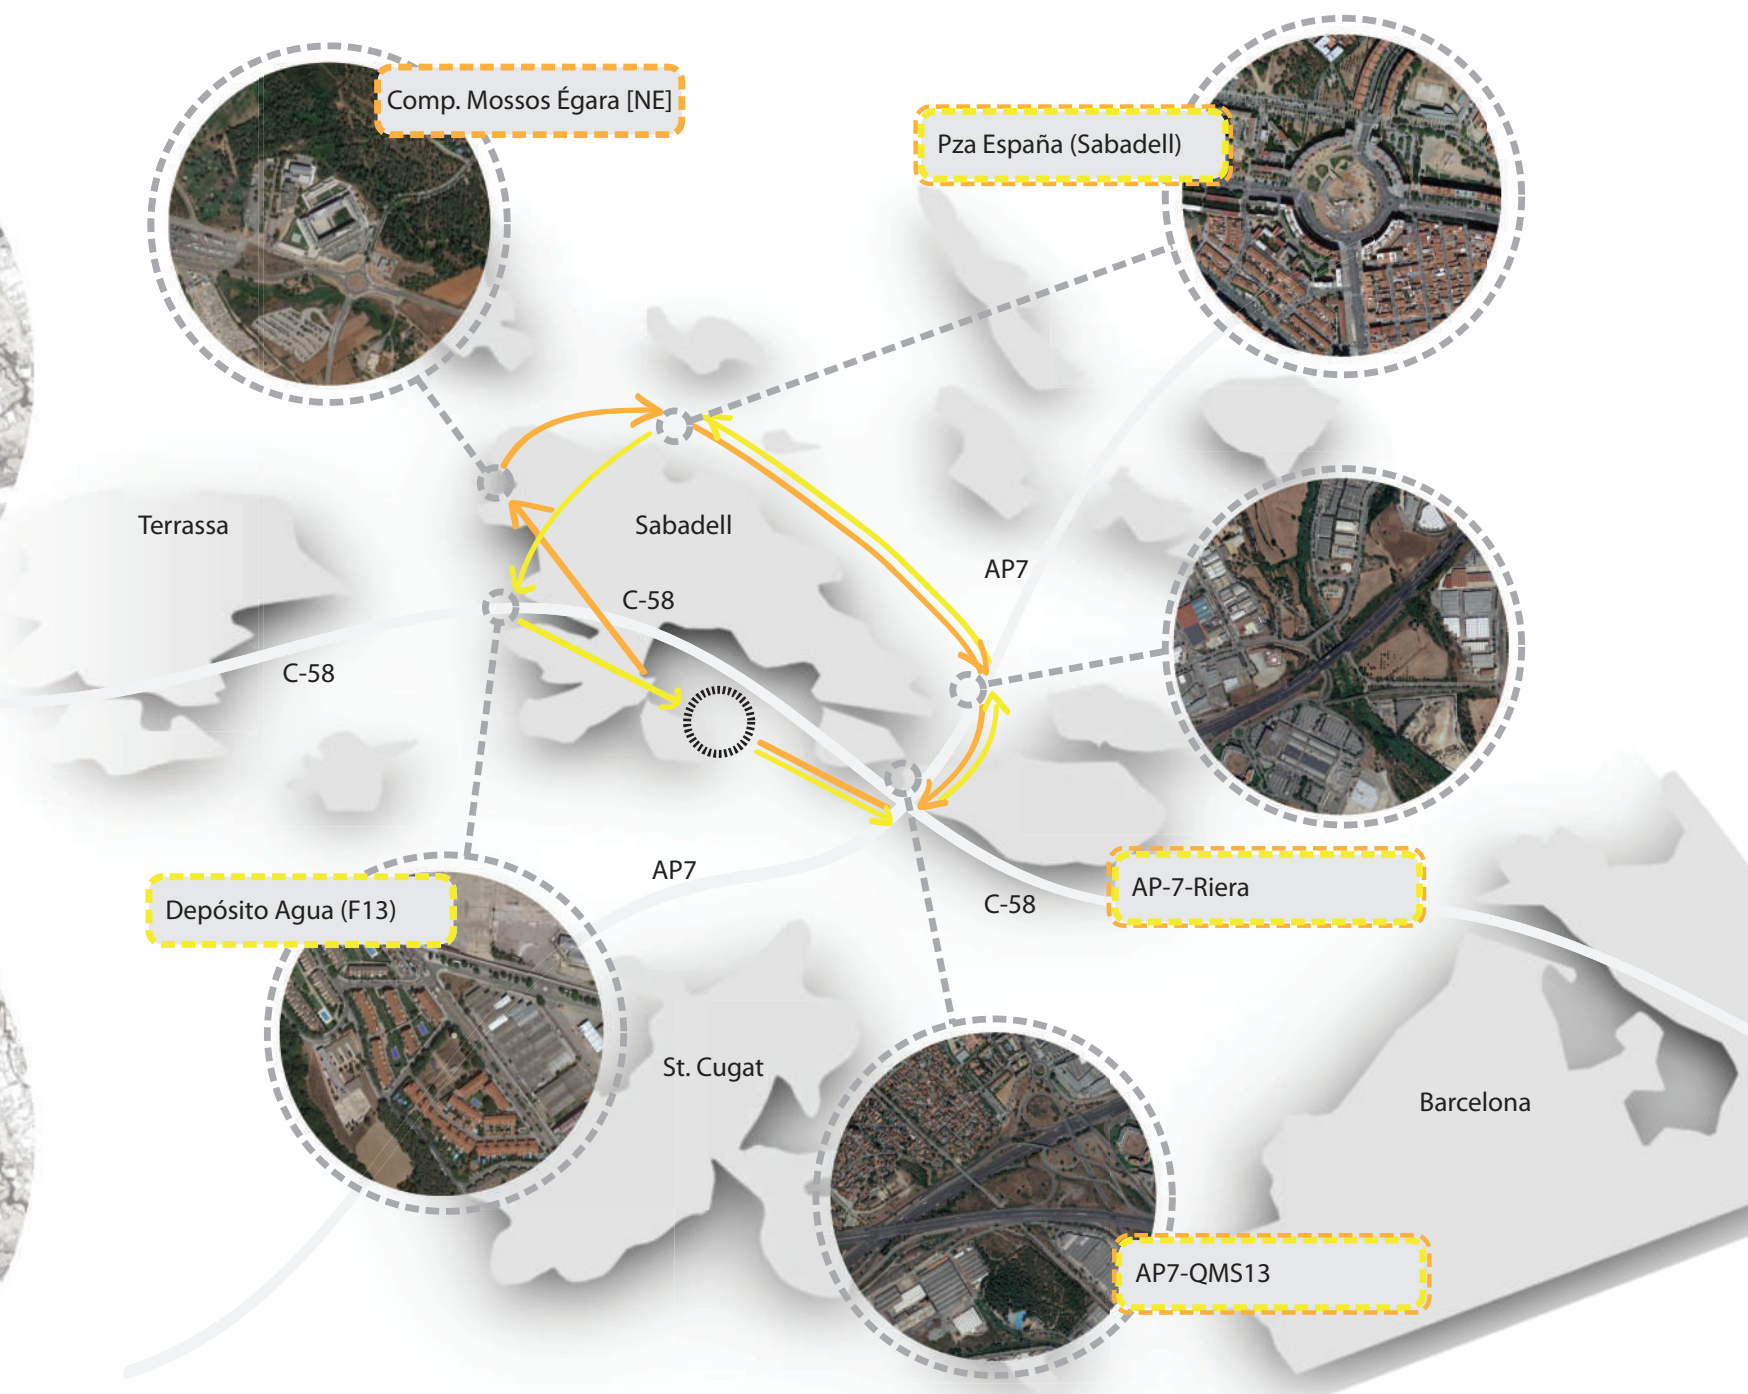 Comp. Mossos Égara [NE]
Pza España (Sabadell)
Terrassa
Sabadell
AP7
C-58
C-58
AP7
AP-7-Riera
C-58
Depósito Agua (F13)
St. Cugat
Barcelona
AP7-QMS13